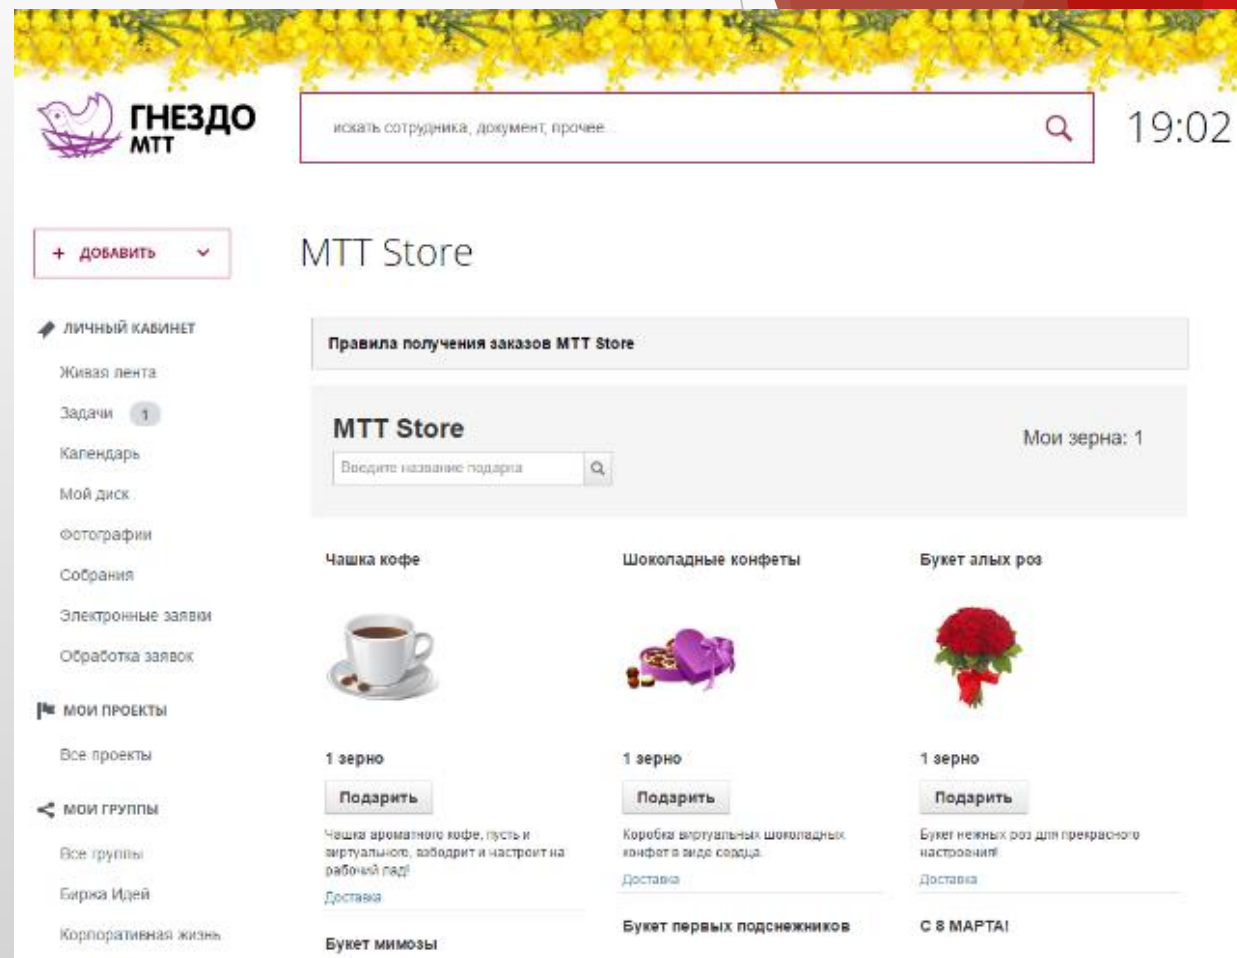 ГНЕЗДО
МТТ
искать сотрудника, документ, прочее...
19:02
+ ДОБАВИТЬ
MTT Store
ЛИЧНЫЙ КАБИНЕТ
Живая лента
Задачи 1
Календарь
Мой диск
Фотографии
Собрания
Электронные заявки
Обработка заявок
МОИ ПРОЕКТЫ
Все проекты
МОИ ГРУППЫ
Все группы
Биржа Идей
Корпоративная жизнь
Правила получения заказов MTT Store
MTT Store
Мои зерна: 1
Введите название подарка
Чашка кофе
1 зерно
Подарить
Чашка ароматного кофе, пусть и
виртуального, взбодрит и настроит на
рабочий лад!
Доставка
Шоколадные конфеты
1 зерно
Подарить
Коробка виртуальных шоколадных
конфет в виде сердца.
Доставка
Букет алых роз
1 зерно
Подарить
Букет нежных роз для прекрасного
настроения!
Доставка
Букет мимозы
Букет первых подснежников
С 8 МАРТА!